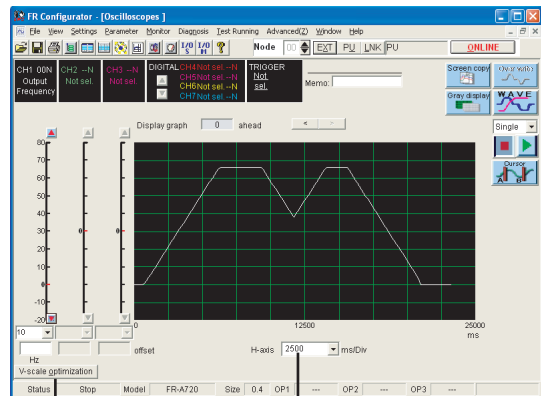 FR Configurator - [Oscilloscopes ]
File View Settings Parameter Monitor Diagnosis Test Running Advanced(Z) Window Help
Node 00 EXT PU LNK PU ONLINE
CH1 00N Output Frequency
CH2 --N Not sel.
CH3 --N Not sel.
DIGITAL CH4 Not sel.--N
CH5 Not sel.--N
CH6 Not sel.--N
CH7 Not sel.--N
TRIGGER Not sel.
Memo:
Screen copy
Gray display
WAVE
Single
Cursor
A B
Display graph 0 ahead < >
80
70
60
50
40
30
20
10
0
-10
-20
0
0
10
Hz
0 12500 25000
ms
offset
H-axis 2500 ms/Div
V-scale optimization
Status Stop Model FR-A720 Size 0.4 OP1 --- OP2 --- OP3 ---